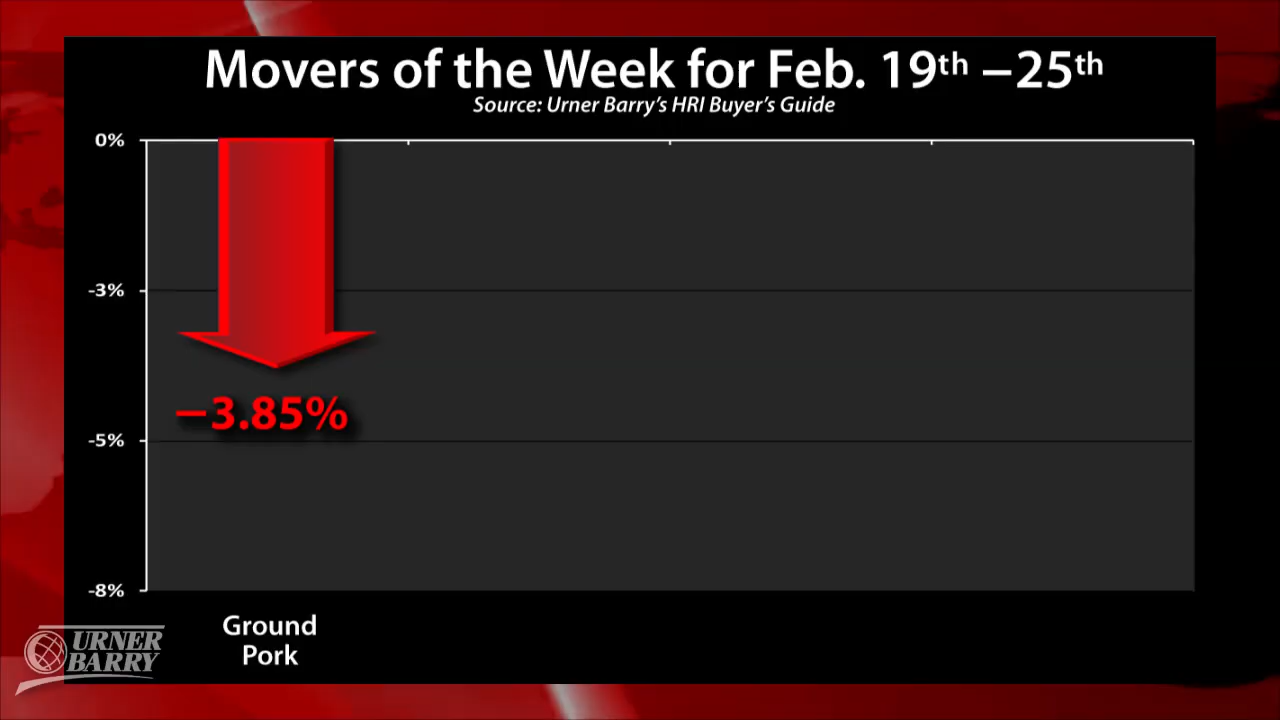 Movers of the Week for Feb. 19th –25th
Source: Urner Barry's HRI Buyer's Guide
0%
-3%
–3.85%
-5%
-8%
Ground
Pork
URNER
BARRY